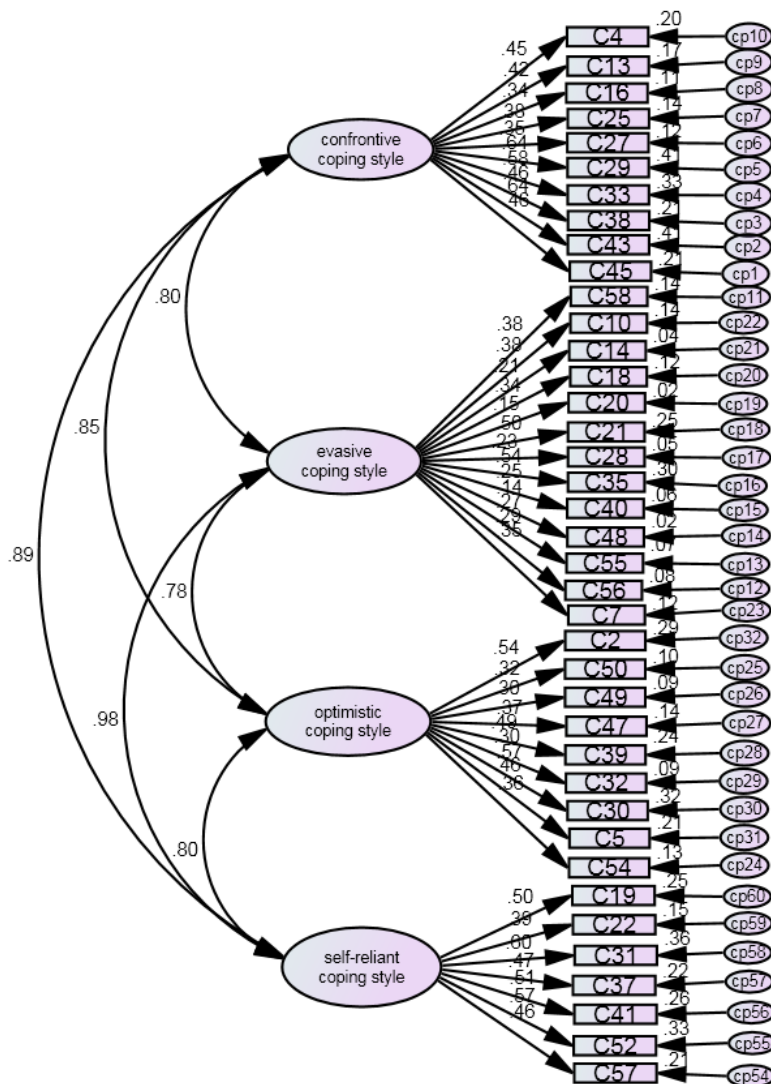 .20
C4
cp10
.45
.17
C13
cp9
.42
.11
C16
cp8
.34
.14
C25
cp7
.38
.12
C27
cp6
.35
confrontive
coping style
.41
C29
cp5
.64
.33
C33
cp4
.58
.21
C38
cp3
.46
.41
C43
cp2
.64
.21
C45
cp1
.46
.80
.14
C58
cp11
.38
.14
C10
cp22
.38
.04
C14
cp21
.21
.12
C18
cp20
.34
.02
C20
cp19
.15
.85
.25
C21
cp18
.50
evasive
coping style
.05
C28
cp17
.23
.30
C35
cp16
.54
.06
C40
cp15
.25
.02
C48
cp14
.14
.07
C55
cp13
.27
.08
C56
cp12
.29
.12
C7
cp23
.35
.89
.78
.29
C2
cp32
.54
.10
C50
cp25
.32
.09
C49
cp26
.30
.14
C47
cp27
.37
.98
optimistic
coping style
.24
C39
cp28
.49
.09
C32
cp29
.30
.32
C30
cp30
.57
.21
C5
cp31
.46
.13
C54
cp24
.36
.80
.25
C19
cp60
.50
.15
C22
cp59
.39
.36
C31
cp58
.60
self-reliant
coping style
.22
C37
cp57
.47
.26
C41
cp56
.51
.33
C52
cp55
.57
.21
C57
cp54
.46